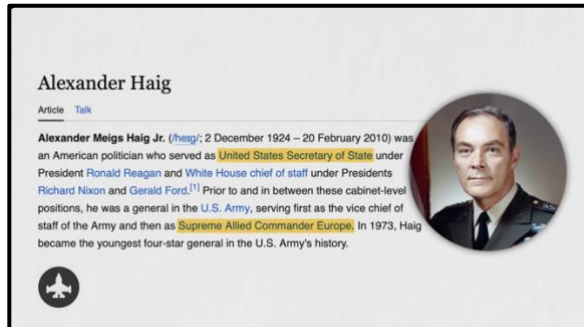 Alexander Haig
Article Talk
Alexander Meigs Haig Jr. (/heɪɡ/; 2 December 1924 – 20 February 2010) was
an American politician who served as United States Secretary of State under
President Ronald Reagan and White House chief of staff under Presidents
Richard Nixon and Gerald Ford.[1] Prior to and in between these cabinet-level
positions, he was a general in the U.S. Army, serving first as the vice chief of
staff of the Army and then as Supreme Allied Commander Europe. In 1973, Haig
became the youngest four-star general in the U.S. Army's history.